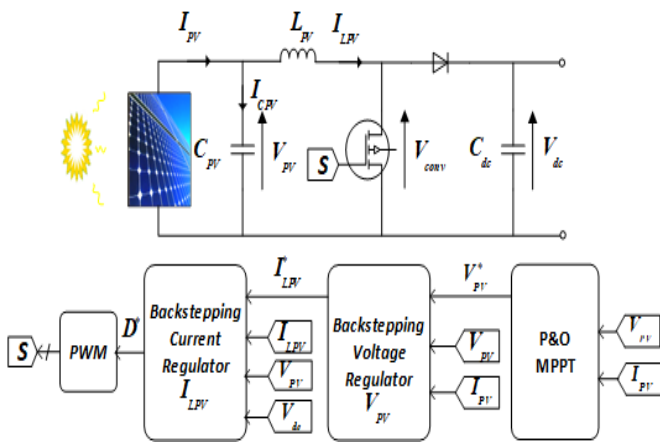 I_PV L_PV I_LPV
I_CPV
C_PV V_PV S V_conv C_dc V_dc
I*_LPV V*_PV
Backstepping
Current
Regulator
I_LPV
Backstepping
Voltage
Regulator
V_PV
P&O
MPPT
S PWM D*
I_LPV
V_PV
V_dc
V_PV
I_PV
V_PV
I_PV